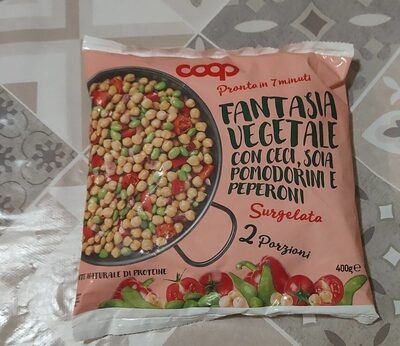 coop
Pronta in 7 minuti
FANTASIA
VEGETALE
CON CECI, SOIA
POMODORINI E
PEPERONI
Surgelata
2 Porzioni
400g e
NATURALE DI PROTEINE